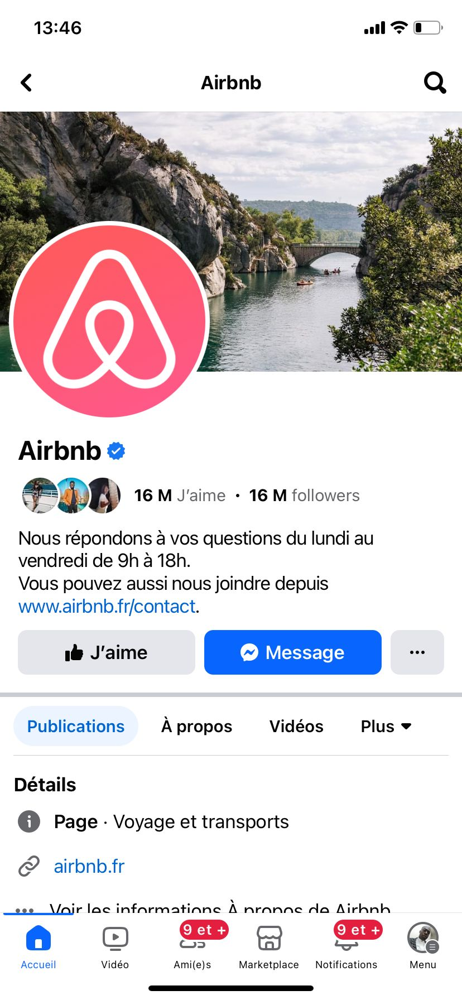 13:46
Airbnb
Airbnb
16 M J’aime • 16 M followers
Nous répondons à vos questions du lundi au
vendredi de 9h à 18h.
Vous pouvez aussi nous joindre depuis
www.airbnb.fr/contact.
J’aime
Message
Publications
À propos
Vidéos
Plus
Détails
Page · Voyage et transports
airbnb.fr
Voir les informations À propos de Airbnb
9 et +
9 et +
Accueil
Vidéo
Ami(e)s
Marketplace
Notifications
Menu